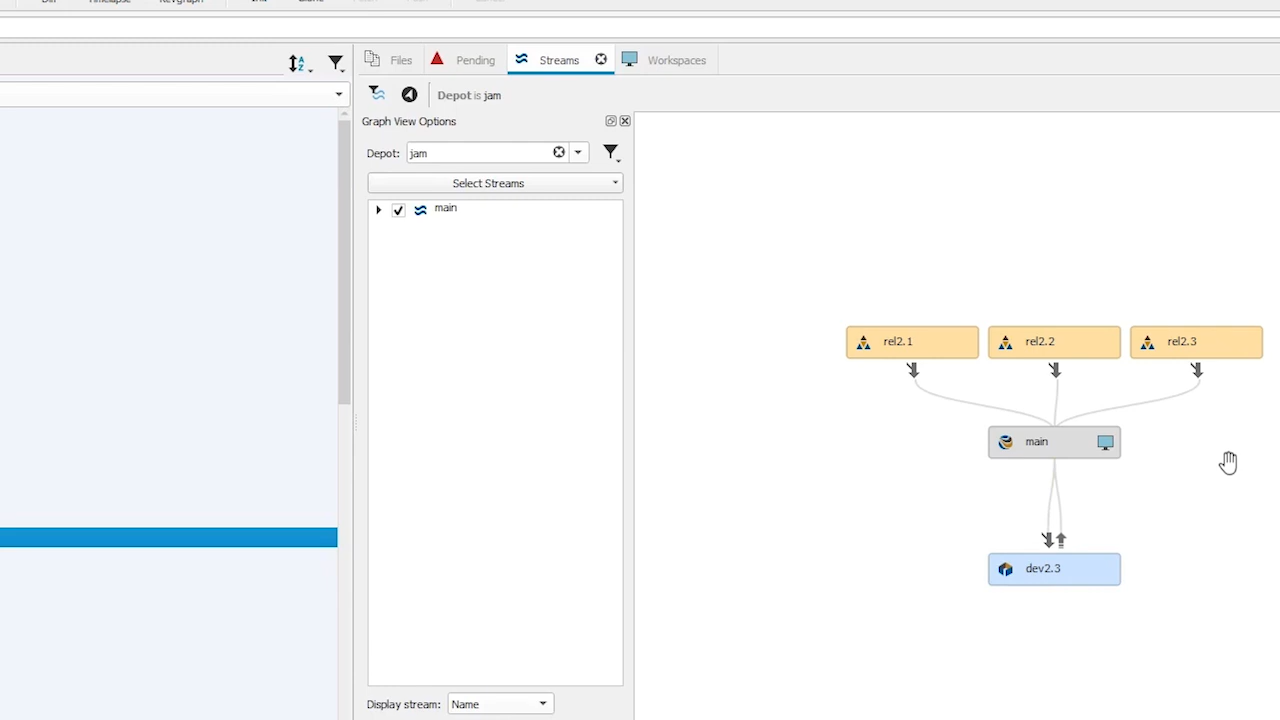 Files
Pending
Streams
Workspaces
Depot is jam
Graph View Options
Depot: jam
Select Streams
main
rel2.1
rel2.2
rel2.3
main
dev2.3
Display stream: Name